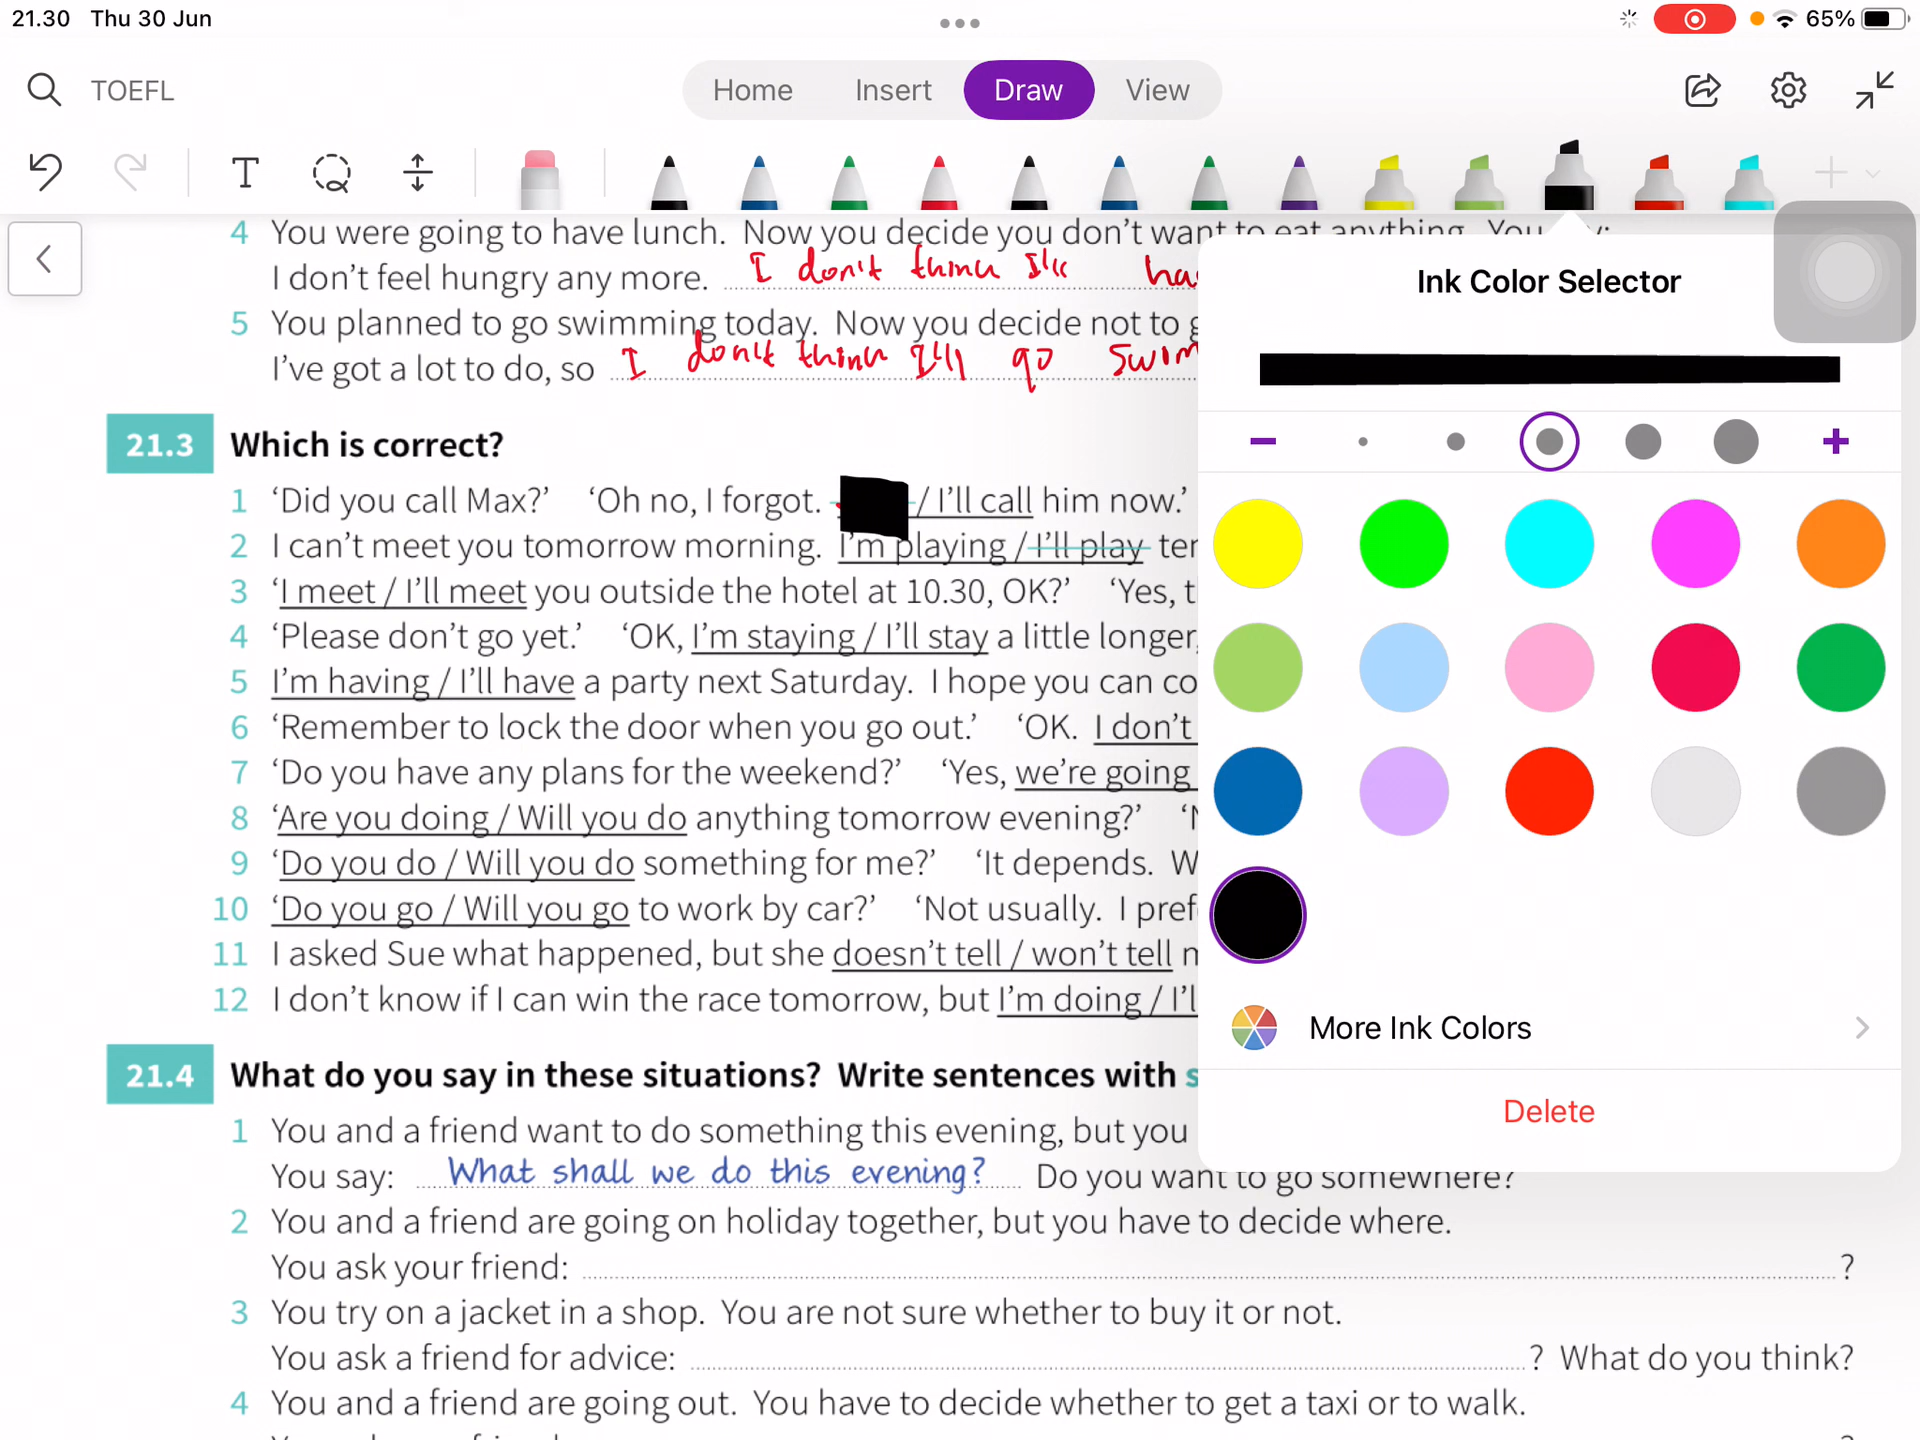 21.30 Thu 30 Jun 65%
TOEFL Home Insert Draw View
T
4 You were going to have lunch. Now you decide you don't want to eat anything. You
I don't feel hungry any more. I don't think I'll ha
5 You planned to go swimming today. Now you decide not to g
I've got a lot to do, so I don't think I'll go swim
21.3 Which is correct?
1 ‘Did you call Max?’ ‘Oh no, I forgot. / I'll call him now.’
2 I can't meet you tomorrow morning. I'm playing / I'll play ten
3 ‘I meet / I'll meet you outside the hotel at 10.30, OK?’ ‘Yes, t
4 ‘Please don't go yet.’ ‘OK, I'm staying / I'll stay a little longer,
5 I'm having / I'll have a party next Saturday. I hope you can co
6 ‘Remember to lock the door when you go out.’ ‘OK. I don't
7 ‘Do you have any plans for the weekend?’ ‘Yes, we're going
8 ‘Are you doing / Will you do anything tomorrow evening?’ ‘N
9 ‘Do you do / Will you do something for me?’ ‘It depends. W
10 ‘Do you go / Will you go to work by car?’ ‘Not usually. I pref
11 I asked Sue what happened, but she doesn't tell / won't tell m
12 I don't know if I can win the race tomorrow, but I'm doing / I'l
21.4 What do you say in these situations? Write sentences with s
1 You and a friend want to do something this evening, but you
You say: What shall we do this evening? Do you want to go somewhere?
2 You and a friend are going on holiday together, but you have to decide where.
You ask your friend: ?
3 You try on a jacket in a shop. You are not sure whether to buy it or not.
You ask a friend for advice: ? What do you think?
4 You and a friend are going out. You have to decide whether to get a taxi or to walk.
Ink Color Selector
More Ink Colors
Delete